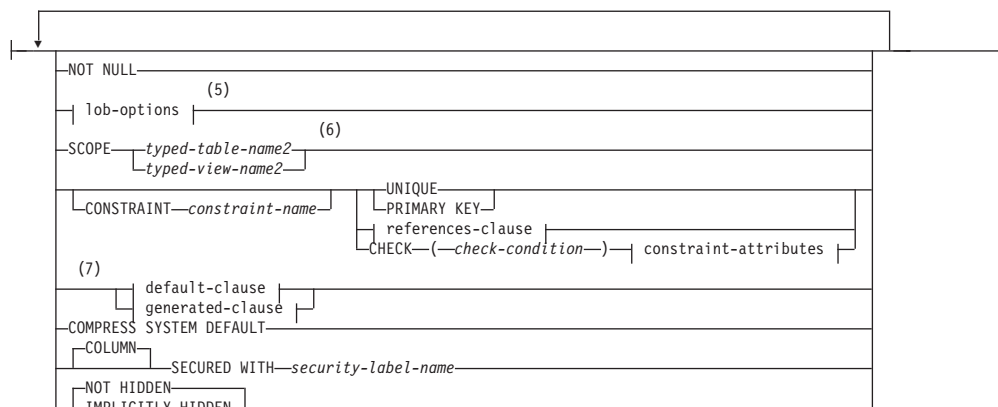 NOT NULL
(5)
lob-options
(6)
SCOPE typed-table-name2
typed-view-name2
UNIQUE
CONSTRAINT constraint-name PRIMARY KEY
references-clause
CHECK ( check-condition ) constraint-attributes
(7)
default-clause
generated-clause
COMPRESS SYSTEM DEFAULT
COLUMN
SECURED WITH security-label-name
NOT HIDDEN
IMPLICITLY HIDDEN